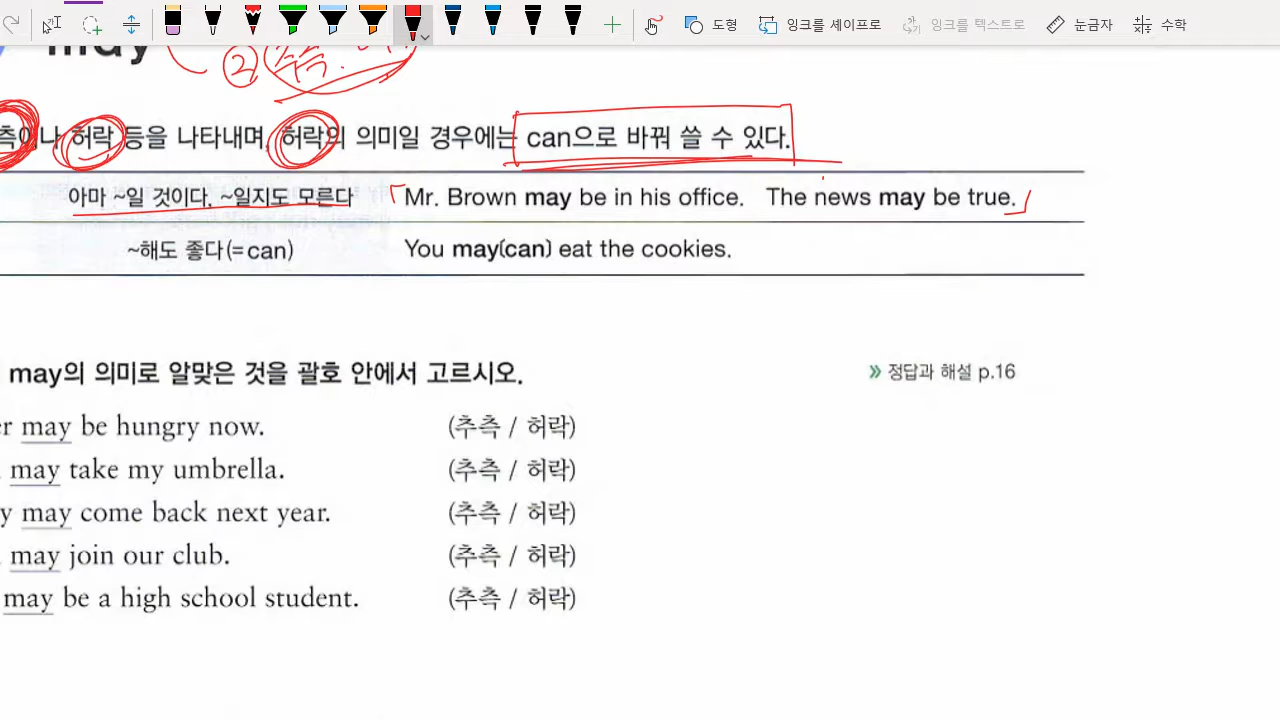 도형 잉크를 셰이프로 잉크를 텍스트로 눈금자 수학
may
② 추측.
측이나 허락 등을 나타내며, 허락의 의미일 경우에는 can으로 바꿔 쓸 수 있다.
아마 ~일 것이다. ~일지도 모른다 Mr. Brown may be in his office. The news may be true.
~해도 좋다(=can) You may(can) eat the cookies.
may의 의미로 알맞은 것을 괄호 안에서 고르시오.
» 정답과 해설 p.16
er may be hungry now. (추측 / 허락)
may take my umbrella. (추측 / 허락)
y may come back next year. (추측 / 허락)
may join our club. (추측 / 허락)
may be a high school student. (추측 / 허락)